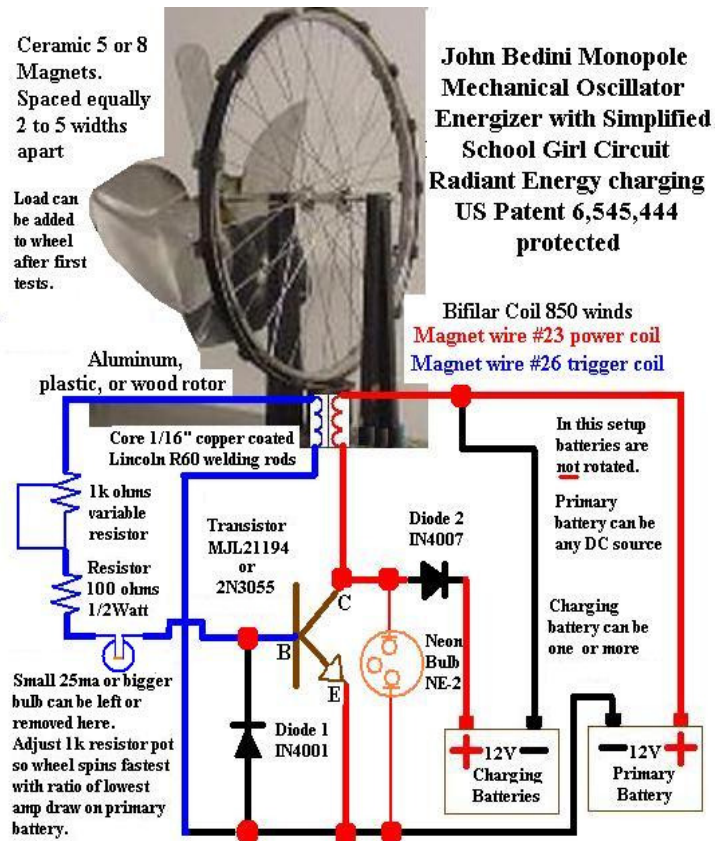 Ceramic 5 or 8
Magnets.
Spaced equally
2 to 5 widths
apart
Load can
be added
to wheel
after first
tests.
John Bedini Monopole
Mechanical Oscillator
Energizer with Simplified
School Girl Circuit
Radiant Energy charging
US Patent 6,545,444
protected
Bifilar Coil 850 winds
Magnet wire #23 power coil
Magnet wire #26 trigger coil
Aluminum,
plastic, or wood rotor
Core 1/16" copper coated
Lincoln R60 welding rods
In this setup
batteries are
not rotated.
Primary
battery can be
any DC source
Charging
battery can be
one or more
1k ohms
variable
resistor
Resistor
100 ohms
1/2Watt
Transistor
MJL21194
or
2N3055
Diode 2
IN4007
C
B
E
Neon
Bulb
NE-2
Small 25ma or bigger
bulb can be left or
removed here.
Adjust 1k resistor pot
so wheel spins fastest
with ratio of lowest
amp draw on primary
battery.
Diode 1
IN4001
+ 12V −
Charging
Batteries
− 12V +
Primary
Battery